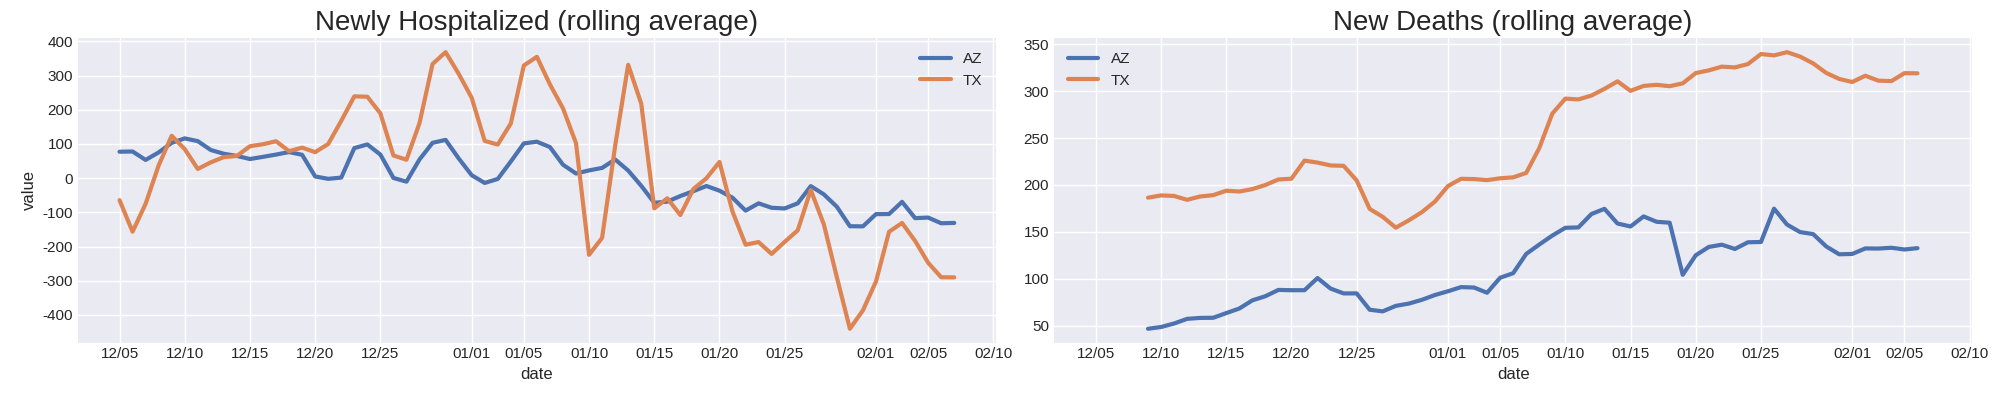 Newly Hospitalized (rolling average)
400
300
200
100
0
-100
-200
-300
-400
value
AZ
TX
12/05 12/10 12/15 12/20 12/25 01/01 01/05 01/10 01/15 01/20 01/25 02/01 02/05 02/10
date
New Deaths (rolling average)
350
300
250
200
150
100
50
AZ
TX
12/05 12/10 12/15 12/20 12/25 01/01 01/05 01/10 01/15 01/20 01/25 02/01 02/05 02/10
date